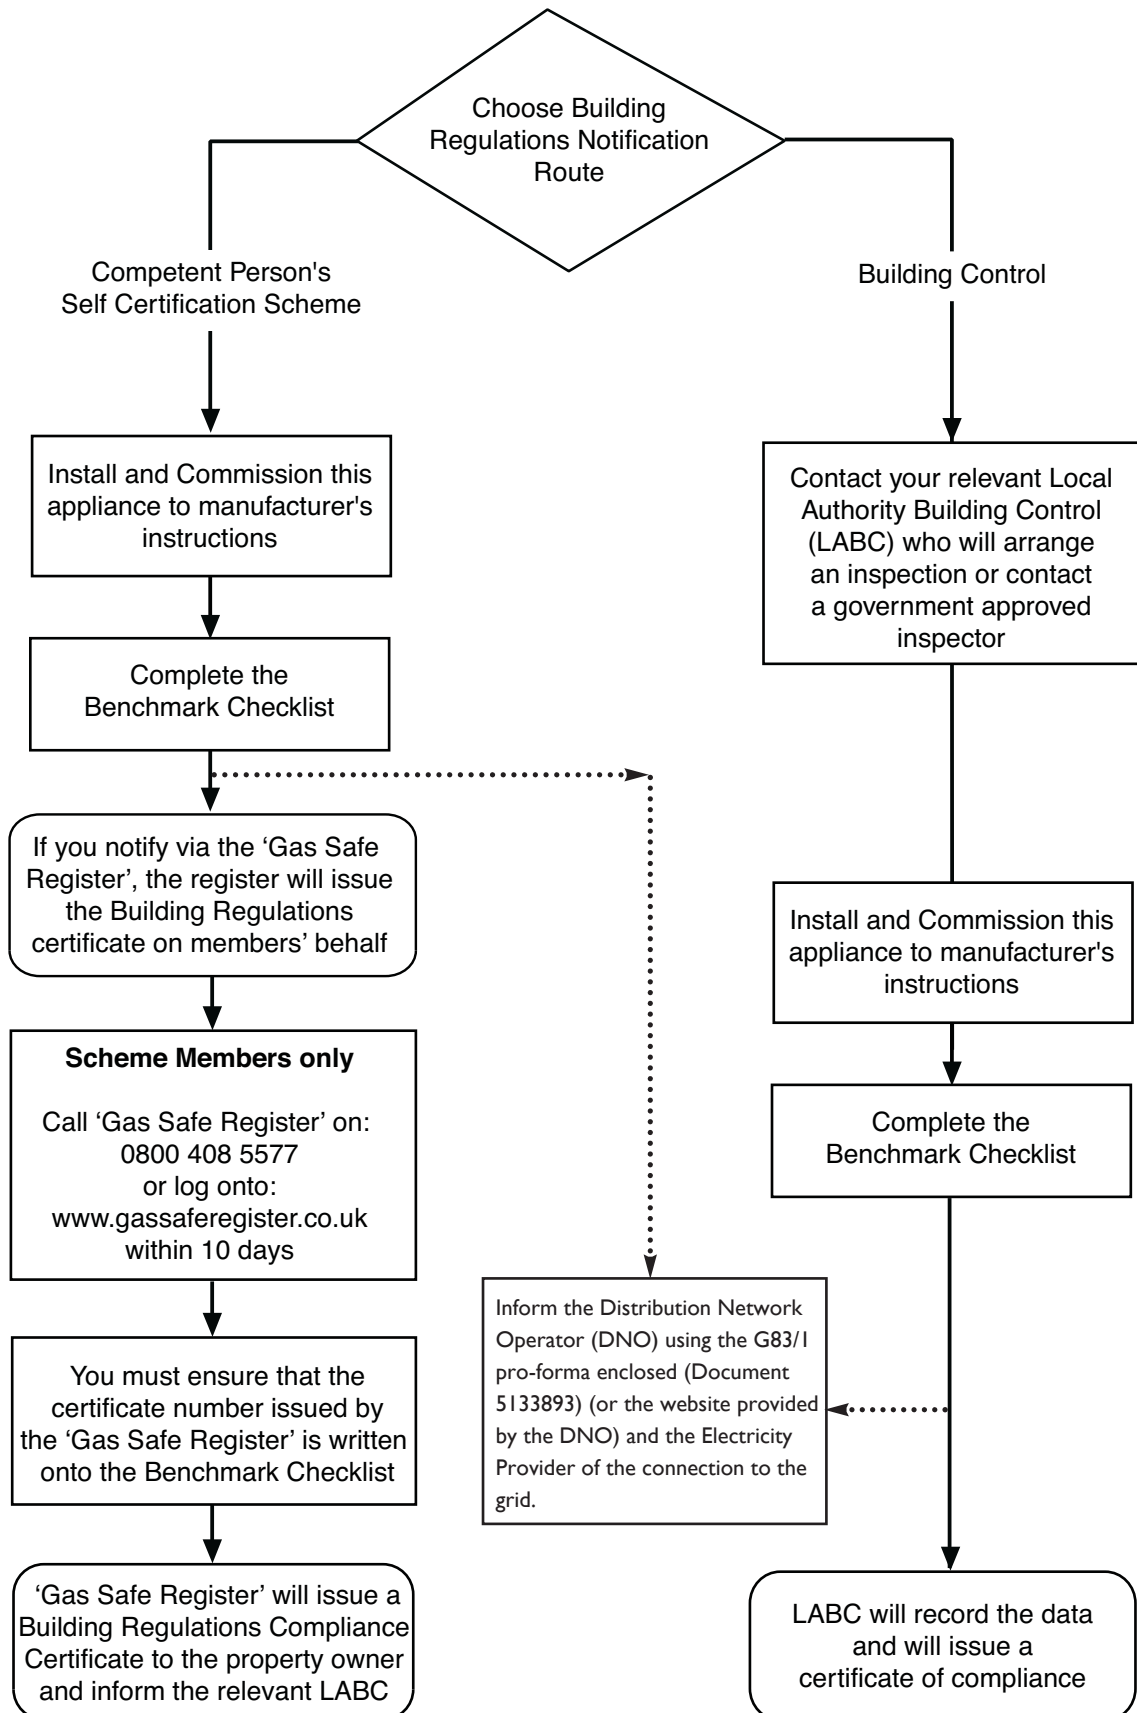 Choose Building
Regulations Notification
Route
Competent Person's
Self Certification Scheme
Building Control
Install and Commission this
appliance to manufacturer's
instructions
Contact your relevant Local
Authority Building Control
(LABC) who will arrange
an inspection or contact
a government approved
inspector
Complete the
Benchmark Checklist
If you notify via the ‘Gas Safe
Register’, the register will issue
the Building Regulations
certificate on members’ behalf
Install and Commission this
appliance to manufacturer's
instructions
Scheme Members only
Call ‘Gas Safe Register’ on:
0800 408 5577
or log onto:
www.gassaferegister.co.uk
within 10 days
Complete the
Benchmark Checklist
Inform the Distribution Network
Operator (DNO) using the G83/1
pro-forma enclosed (Document
5133893) (or the website provided
by the DNO) and the Electricity
Provider of the connection to the
grid.
You must ensure that the
certificate number issued by
the ‘Gas Safe Register’ is written
onto the Benchmark Checklist
‘Gas Safe Register’ will issue a
Building Regulations Compliance
Certificate to the property owner
and inform the relevant LABC
LABC will record the data
and will issue a
certificate of compliance